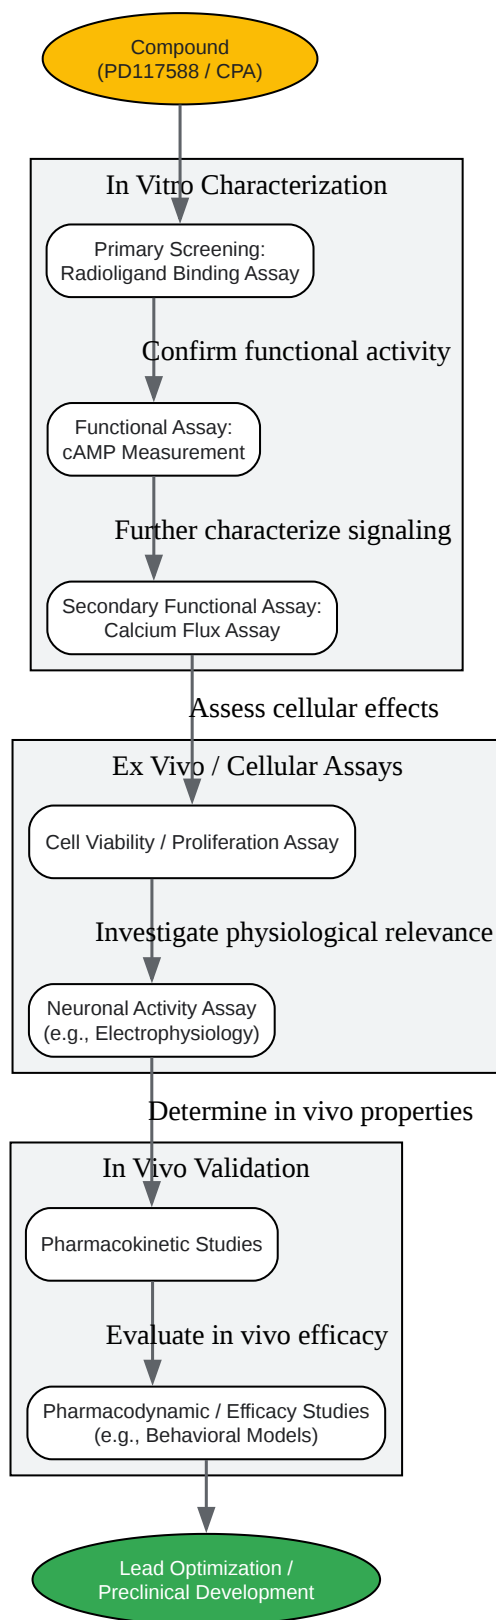 Compound
(PD117588 / CPA)
In Vitro Characterization
Primary Screening:
Radioligand Binding Assay
Confirm functional activity
Functional Assay:
cAMP Measurement
Further characterize signaling
Secondary Functional Assay:
Calcium Flux Assay
Assess cellular effects
Ex Vivo / Cellular Assays
Cell Viability / Proliferation Assay
Investigate physiological relevance
Neuronal Activity Assay
(e.g., Electrophysiology)
Determine in vivo properties
In Vivo Validation
Pharmacokinetic Studies
Evaluate in vivo efficacy
Pharmacodynamic / Efficacy Studies
(e.g., Behavioral Models)
Lead Optimization /
Preclinical Development